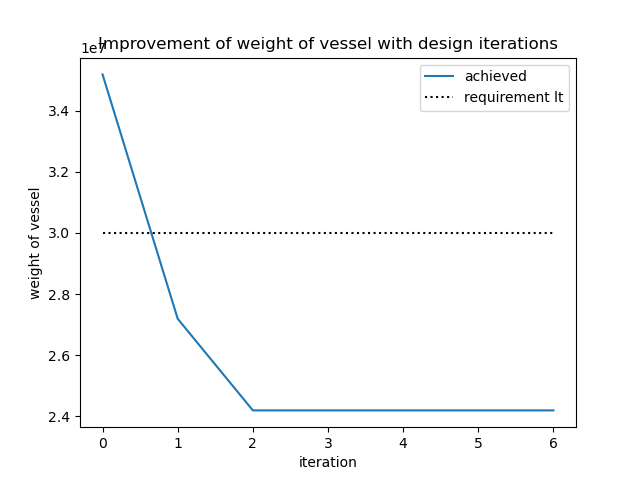 1e7
Improvement of weight of vessel with design iterations
achieved
requirement lt
3.4
3.2
3.0
2.8
2.6
2.4
weight of vessel
0 1 2 3 4 5 6
iteration